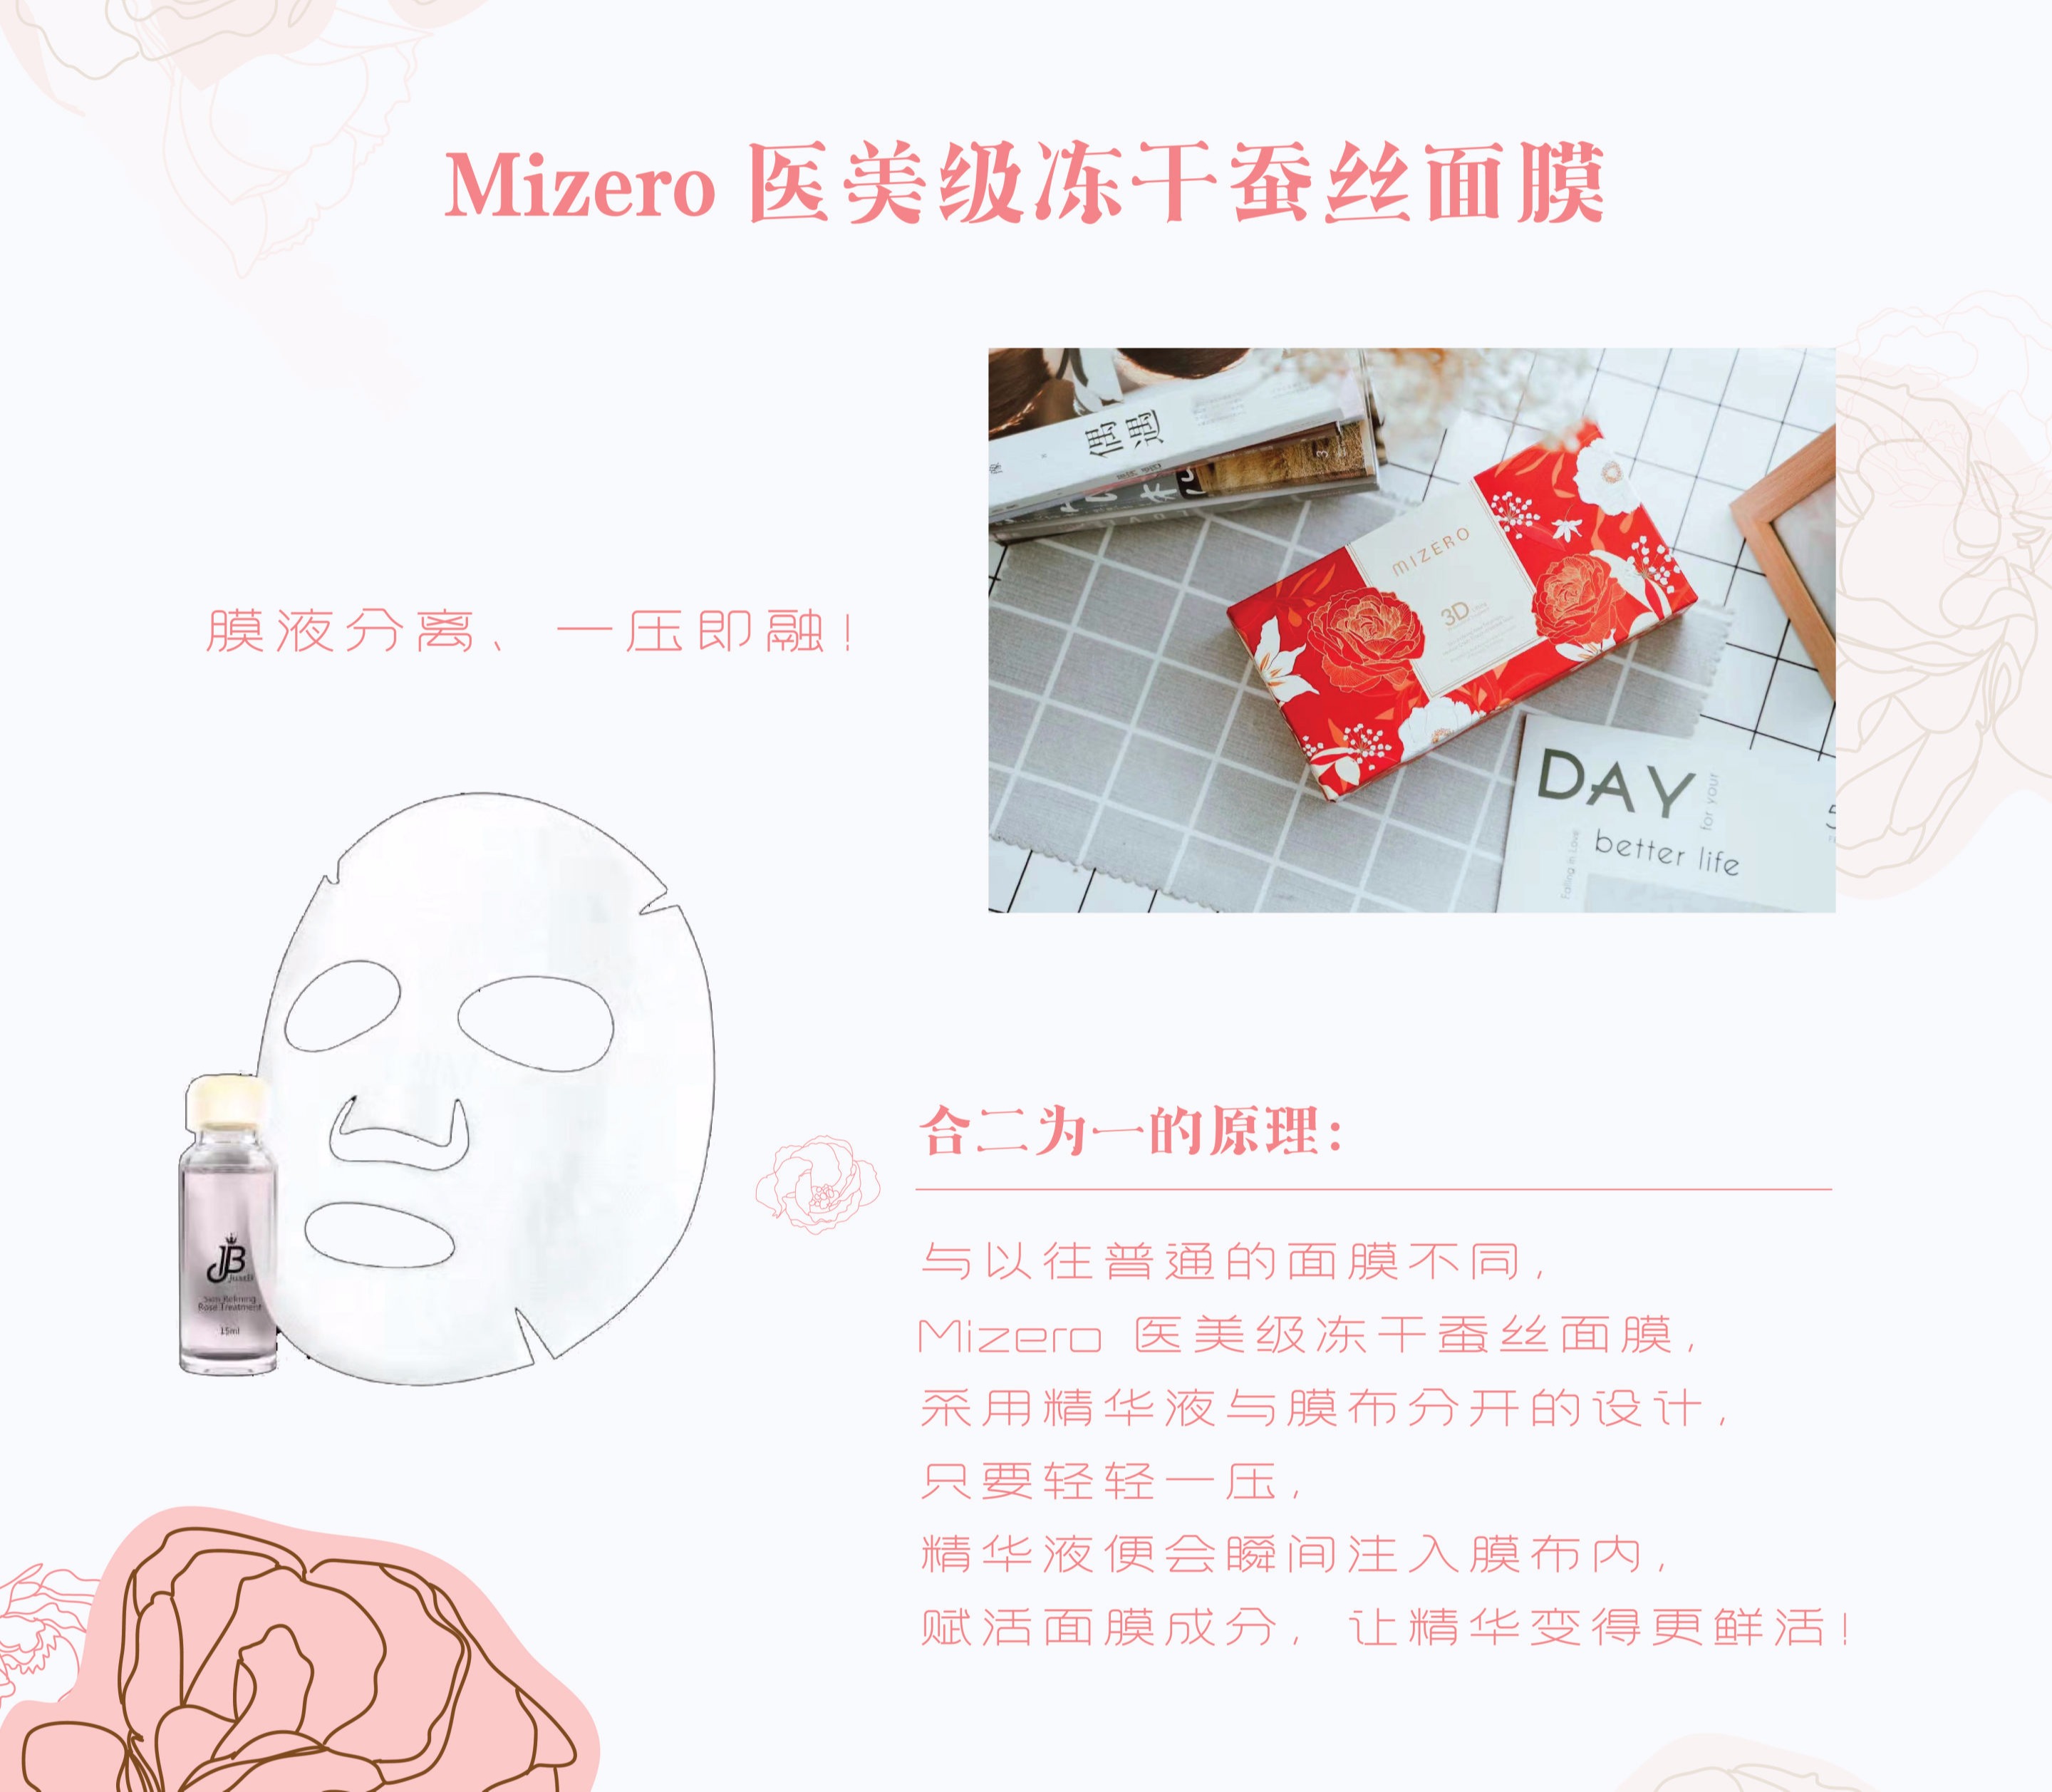 Mizero 医美级冻干蚕丝面膜
膜液分离、一压即融！
偶遇
MIZERO
3D
DAY
for your
better life
Falling in Love
JB
JustB
Skin Refining
Rose Treatment
15ml
合二为一的原理：
与以往普通的面膜不同，
Mizero 医美级冻干蚕丝面膜，
采用精华液与膜布分开的设计，
只要轻轻一压，
精华液便会瞬间注入膜布内，
赋活面膜成分，让精华变得更鲜活！